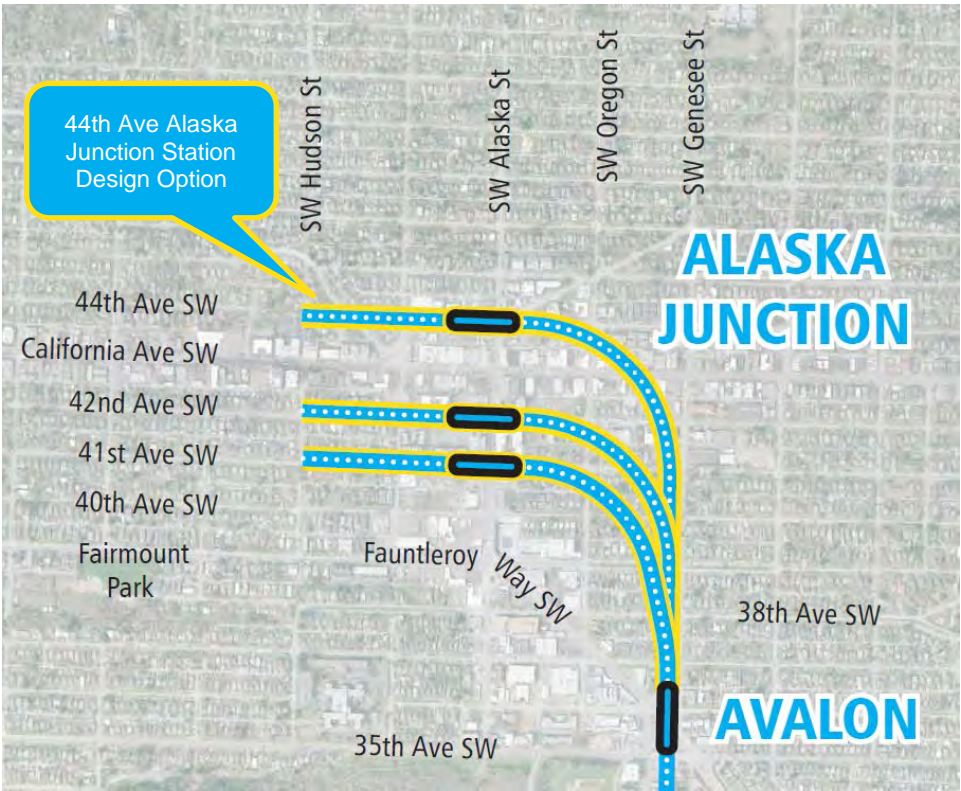 SW Hudson St
SW Alaska St
SW Oregon St
SW Genesee St
44th Ave Alaska
Junction Station
Design Option
ALASKA
JUNCTION
44th Ave SW
California Ave SW
42nd Ave SW
41st Ave SW
40th Ave SW
Fairmount
Park
Fauntleroy Way SW
38th Ave SW
AVALON
35th Ave SW